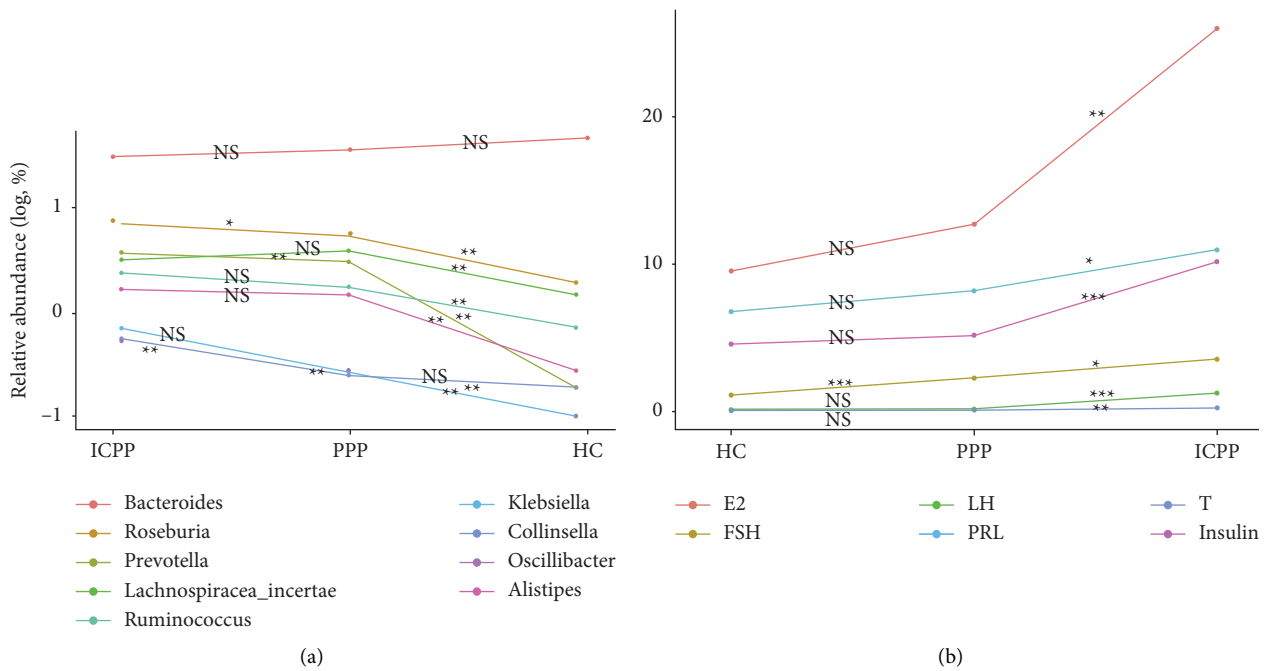 Relative abundance (log, %)
1
0
−1
NS
NS
*
**
**
NS
**
NS
**
NS
** **
NS
**
**
NS
** **
ICPP
PPP
HC
Bacteroides
Roseburia
Prevotella
Lachnospiracea_incertae
Ruminococcus
Klebsiella
Collinsella
Oscillibacter
Alistipes
(a)
20
10
0
**
NS
*
NS
***
NS
*
***
NS
***
**
NS
HC
PPP
ICPP
E2
FSH
LH
PRL
T
Insulin
(b)